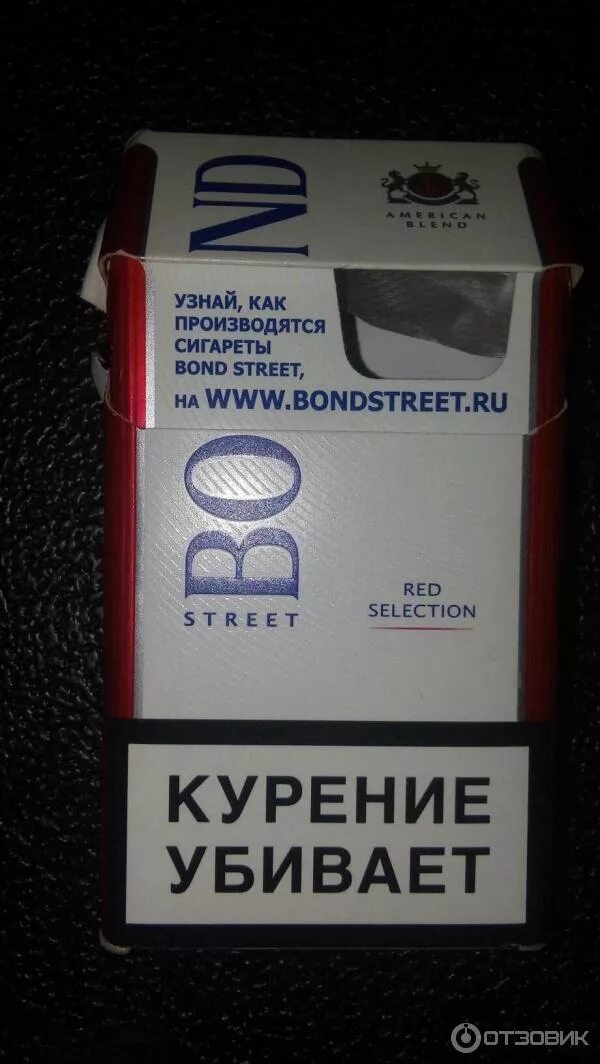 ND
AMERICAN
BLEND
УЗНАЙ, КАК
ПРОИЗВОДЯТСЯ
СИГАРЕТЫ
BOND STREET,
НА WWW.BONDSTREET.RU
BO
STREET
RED
SELECTION
КУРЕНИЕ
УБИВАЕТ
ОТЗОВИК